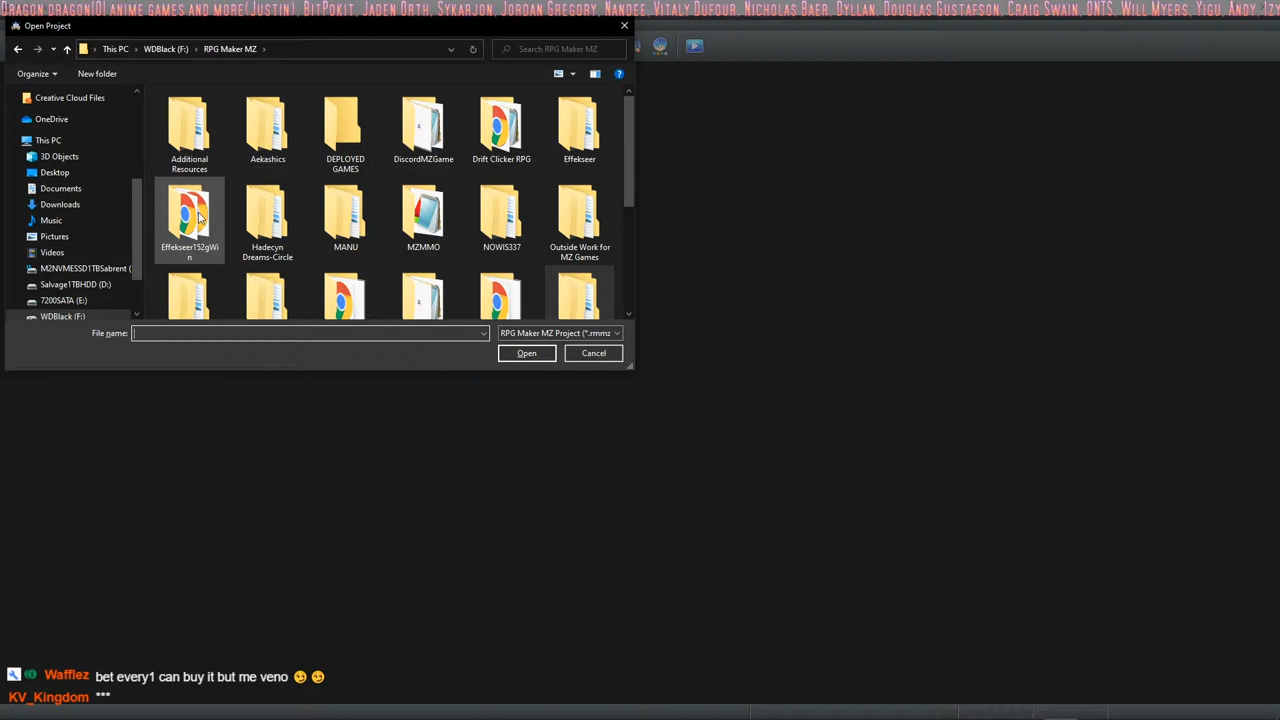 Dragon dragon101 anime games and more(Justin), BitPokit, Jaden Orth, Sykarjon, Jordan Gregory, Nandee, Vitaly Dufour, Nicholas Baer, Dyllan, Douglas Gustafson, Craig Swain, ONTS, Will Myers, Yigu, Andy, Izy
Open Project
This PC > WDBlack (F:) > RPG Maker MZ >
Search RPG Maker MZ
Organize
New folder
Creative Cloud Files
OneDrive
This PC
3D Objects
Desktop
Documents
Downloads
Music
Pictures
Videos
M2NVMESSD1TBSabrent (
Salvage1TBHDD (D:)
7200SATA (E:)
WDBlack (F:)
Additional Resources
Aekashics
DEPLOYED GAMES
DiscordMZGame
Drift Clicker RPG
Effekseer
Effekseer152gWin
Hadecyn Dreams-Circle
MANU
MZMMO
NOWIS337
Outside Work for MZ Games
File name:
RPG Maker MZ Project (*.rmmz
Open
Cancel
Wafflez bet every1 can buy it but me veno 😏 😏
KV_Kingdom ***